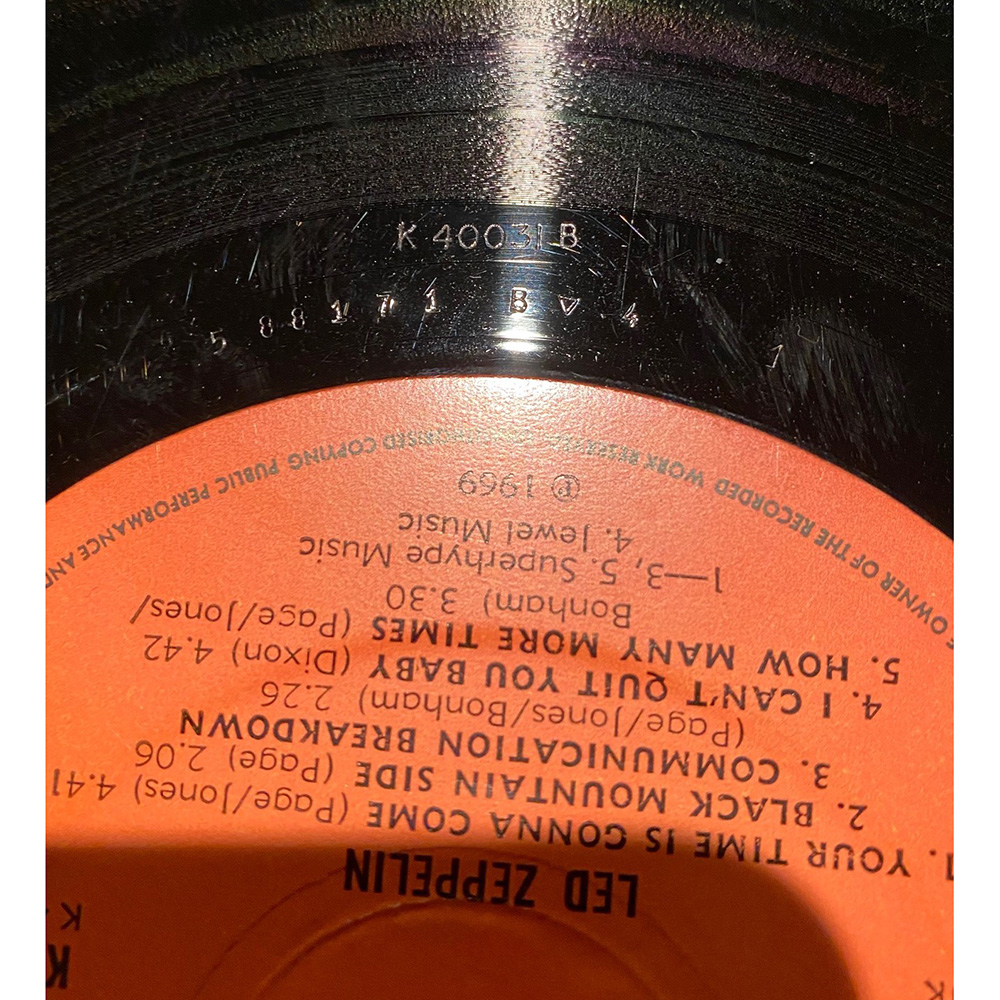 K 40031 B
588171 B▽4 1
OWNER OF THE RECORDED WORK RESERVED
COPYING PUBLIC PERFORMANCE AND
LED ZEPPELIN
1. YOUR TIME IS GONNA COME (Page/Jones) 4.41
2. BLACK MOUNTAIN SIDE (Page) 2.06
3. COMMUNICATION BREAKDOWN
(Page/Jones/Bonham) 2.26
4. I CAN'T QUIT YOU BABY (Dixon) 4.42
5. HOW MANY MORE TIMES (Page/Jones/
Bonham) 3.30
1—3, 5. Superhype Music
4. Jewel Music
℗ 1969